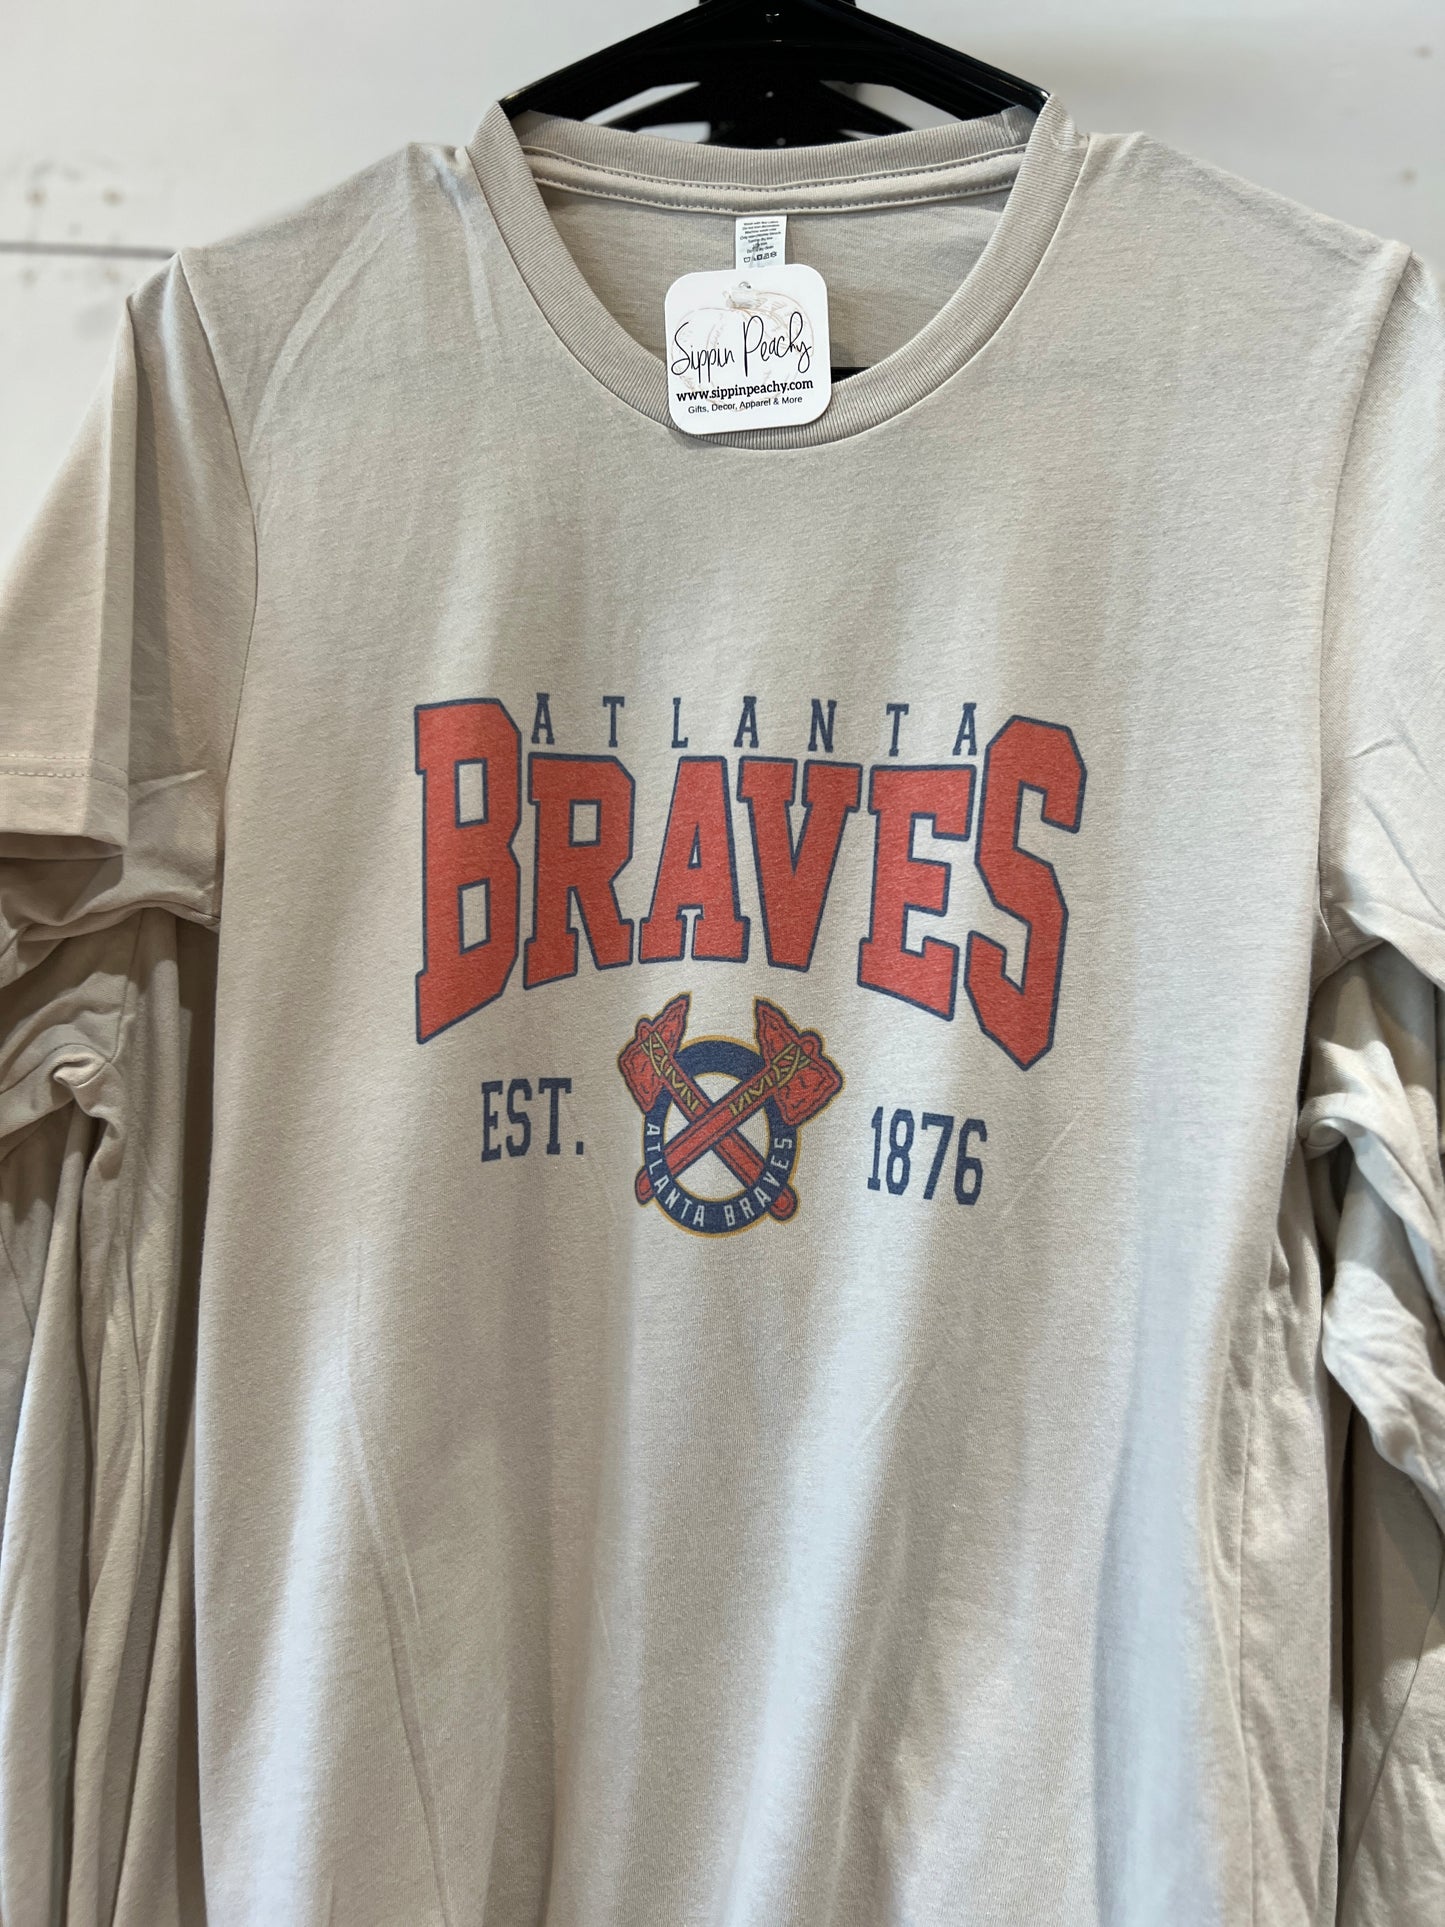 Sippin Peachy
www.sippinpeachy.com
Gifts, Decor, Apparel & More
ATLANTA
BRAVES
EST.
1876
ATLANTA BRAVES